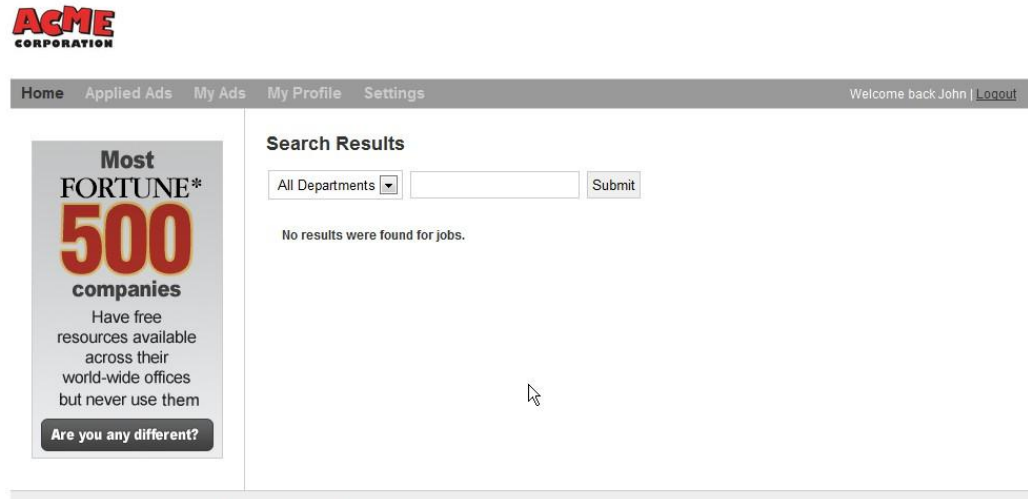 ACME
CORPORATION
Home Applied Ads My Ads My Profile Settings Welcome back John | Logout
Most
FORTUNE*
500
companies
Have free
resources available
across their
world-wide offices
but never use them
Are you any different?
Search Results
All Departments Submit
No results were found for jobs.